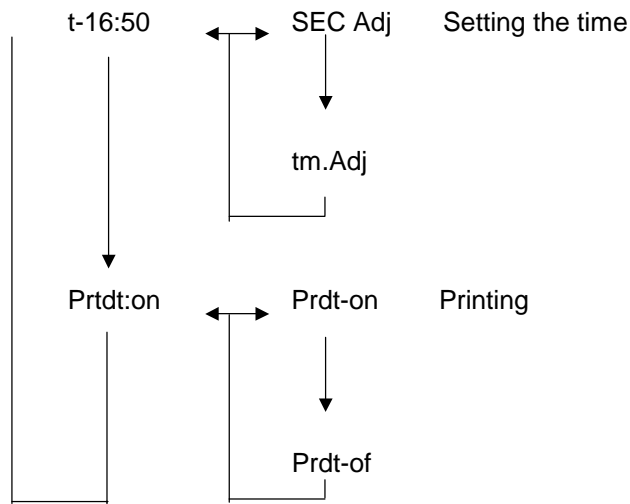 t-16:50 SEC Adj Setting the time
tm.Adj
Prtdt:on Prdt-on Printing
Prdt-of